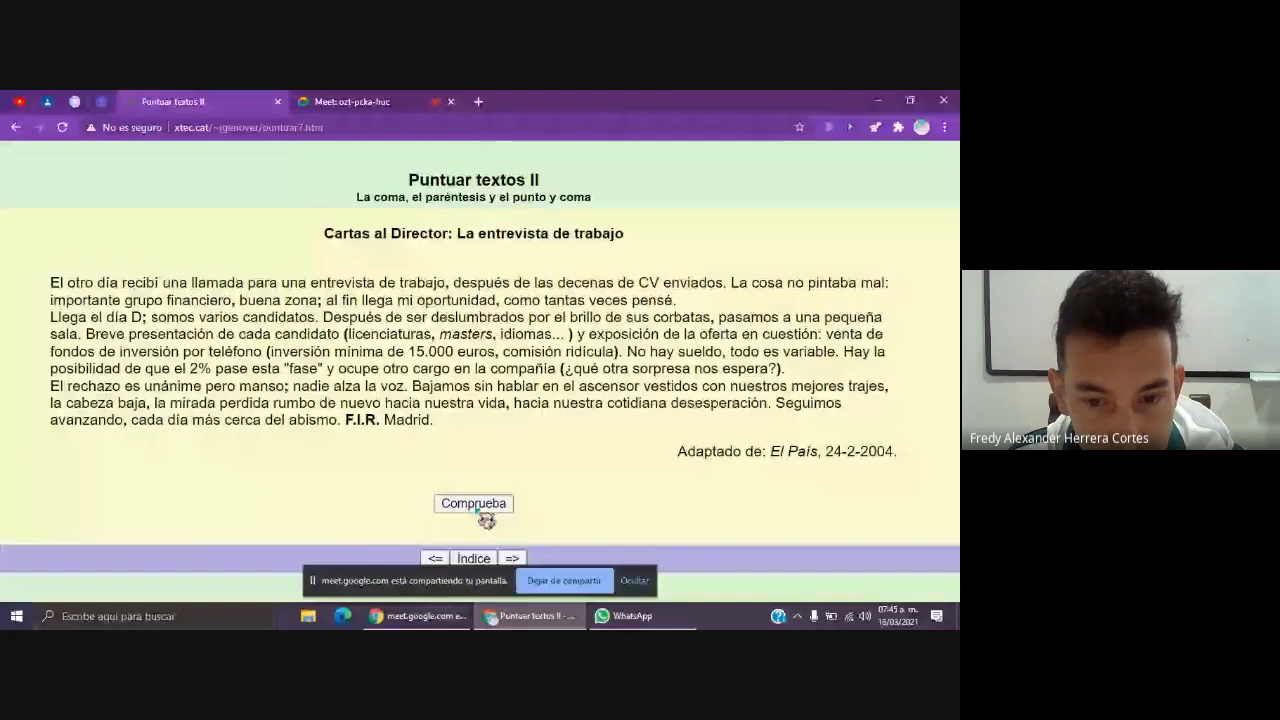 Puntuar textos II
Meet: ozt-pcka-huc
No es seguro
xtec.cat/~jgenover/puntuar7.htm
Puntuar textos II
La coma, el paréntesis y el punto y coma
Cartas al Director: La entrevista de trabajo
El otro día recibí una llamada para una entrevista de trabajo, después de las decenas de CV enviados. La cosa no pintaba mal:
importante grupo financiero, buena zona; al fin llega mi oportunidad, como tantas veces pensé.
Llega el día D; somos varios candidatos. Después de ser deslumbrados por el brillo de sus corbatas, pasamos a una pequeña
sala. Breve presentación de cada candidato (licenciaturas, masters, idiomas... ) y exposición de la oferta en cuestión: venta de
fondos de inversión por teléfono (inversión mínima de 15.000 euros, comisión ridícula). No hay sueldo, todo es variable. Hay la
posibilidad de que el 2% pase esta "fase" y ocupe otro cargo en la compañía (¿qué otra sorpresa nos espera?).
El rechazo es unánime pero manso; nadie alza la voz. Bajamos sin hablar en el ascensor vestidos con nuestros mejores trajes,
la cabeza baja, la mirada perdida rumbo de nuevo hacia nuestra vida, hacia nuestra cotidiana desesperación. Seguimos
avanzando, cada día más cerca del abismo. F.I.R. Madrid.
Adaptado de: El País, 24-2-2004.
Comprueba
<= Índice =>
meet.google.com está compartiendo tu pantalla.
Dejar de compartir
Ocultar
Escribe aquí para buscar
meet.google.com e...
Puntuar textos II - ...
WhatsApp
07:45 a. m.
18/03/2021
Fredy Alexander Herrera Cortes